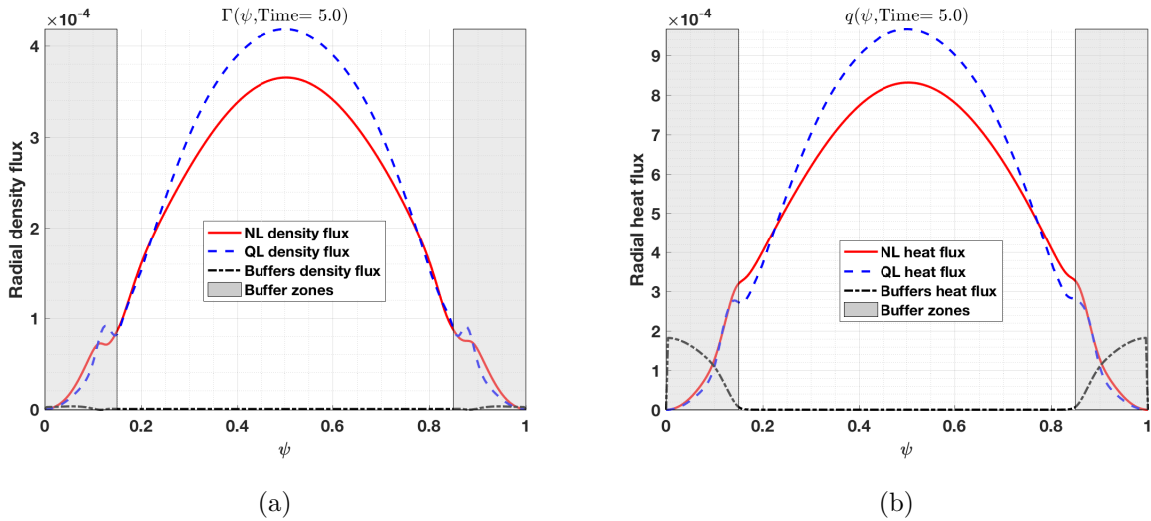 Γ(ψ,Time= 5.0)
×10⁻⁴
4
3
2
1
0
Radial density flux
NL density flux
QL density flux
Buffers density flux
Buffer zones
0 0.2 0.4 0.6 0.8 1
ψ
(a)
q(ψ,Time= 5.0)
×10⁻⁴
9
8
7
6
5
4
3
2
1
0
Radial heat flux
NL heat flux
QL heat flux
Buffers heat flux
Buffer zones
0 0.2 0.4 0.6 0.8 1
ψ
(b)